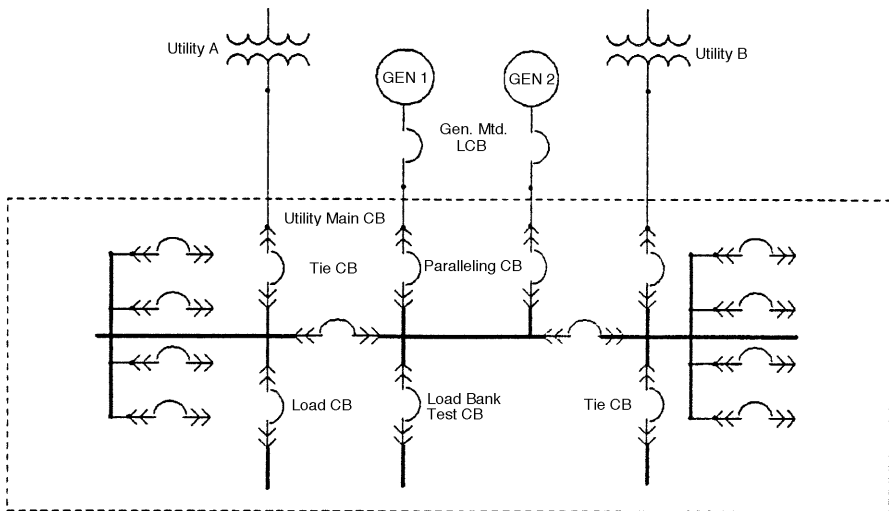 Utility A
GEN 1
GEN 2
Utility B
Gen. Mtd.
LCB
Utility Main CB
Tie CB
Paralleling CB
Load CB
Load Bank
Test CB
Tie CB